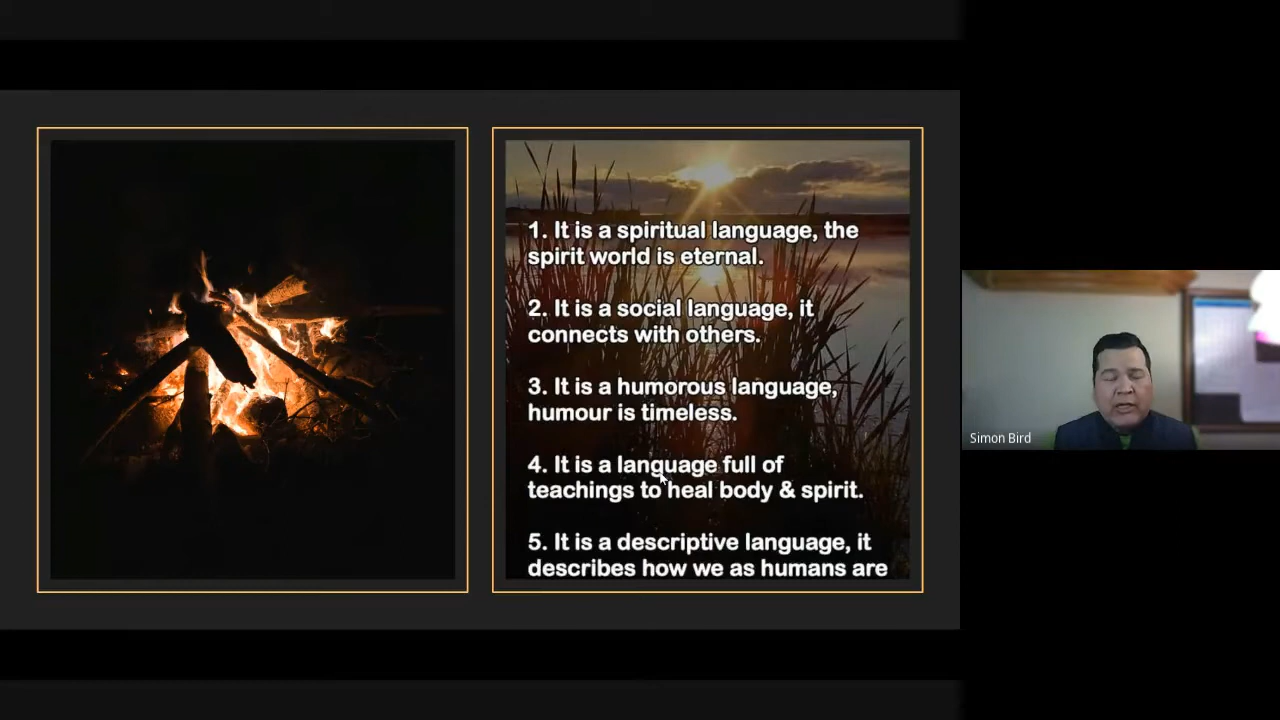 1. It is a spiritual language, the
spirit world is eternal.
2. It is a social language, it
connects with others.
3. It is a humorous language,
humour is timeless.
4. It is a language full of
teachings to heal body & spirit.
5. It is a descriptive language, it
describes how we as humans are
Simon Bird